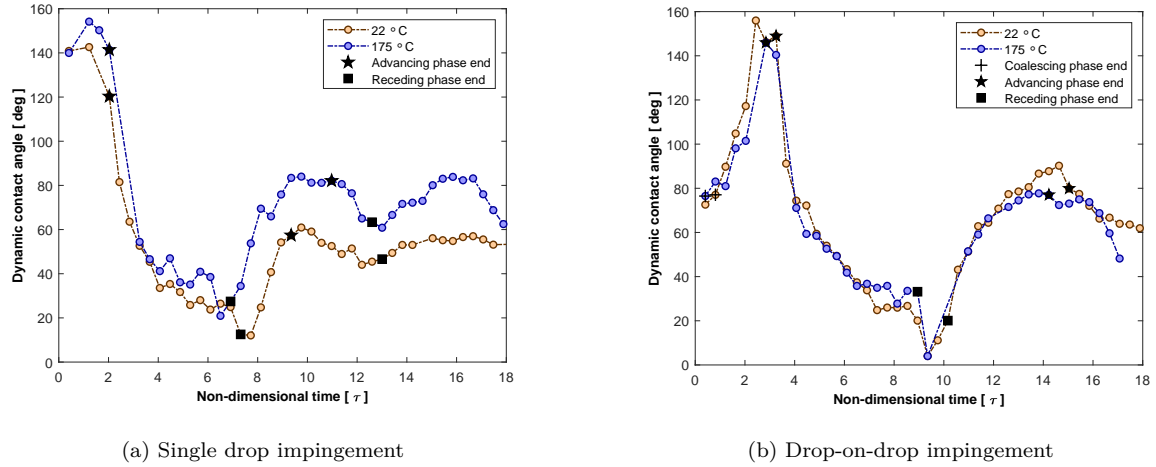 160
140
120
100
80
60
40
20
0
Dynamic contact angle [ deg]
0 2 4 6 8 10 12 14 16 18
Non-dimensional time [ τ ]
22 °C
175 °C
Advancing phase end
Receding phase end
(a) Single drop impingement
160
140
120
100
80
60
40
20
0
Dynamic contact angle [ deg]
0 2 4 6 8 10 12 14 16 18
Non-dimensional time [ τ ]
22 °C
175 °C
Coalescing phase end
Advancing phase end
Receding phase end
(b) Drop-on-drop impingement